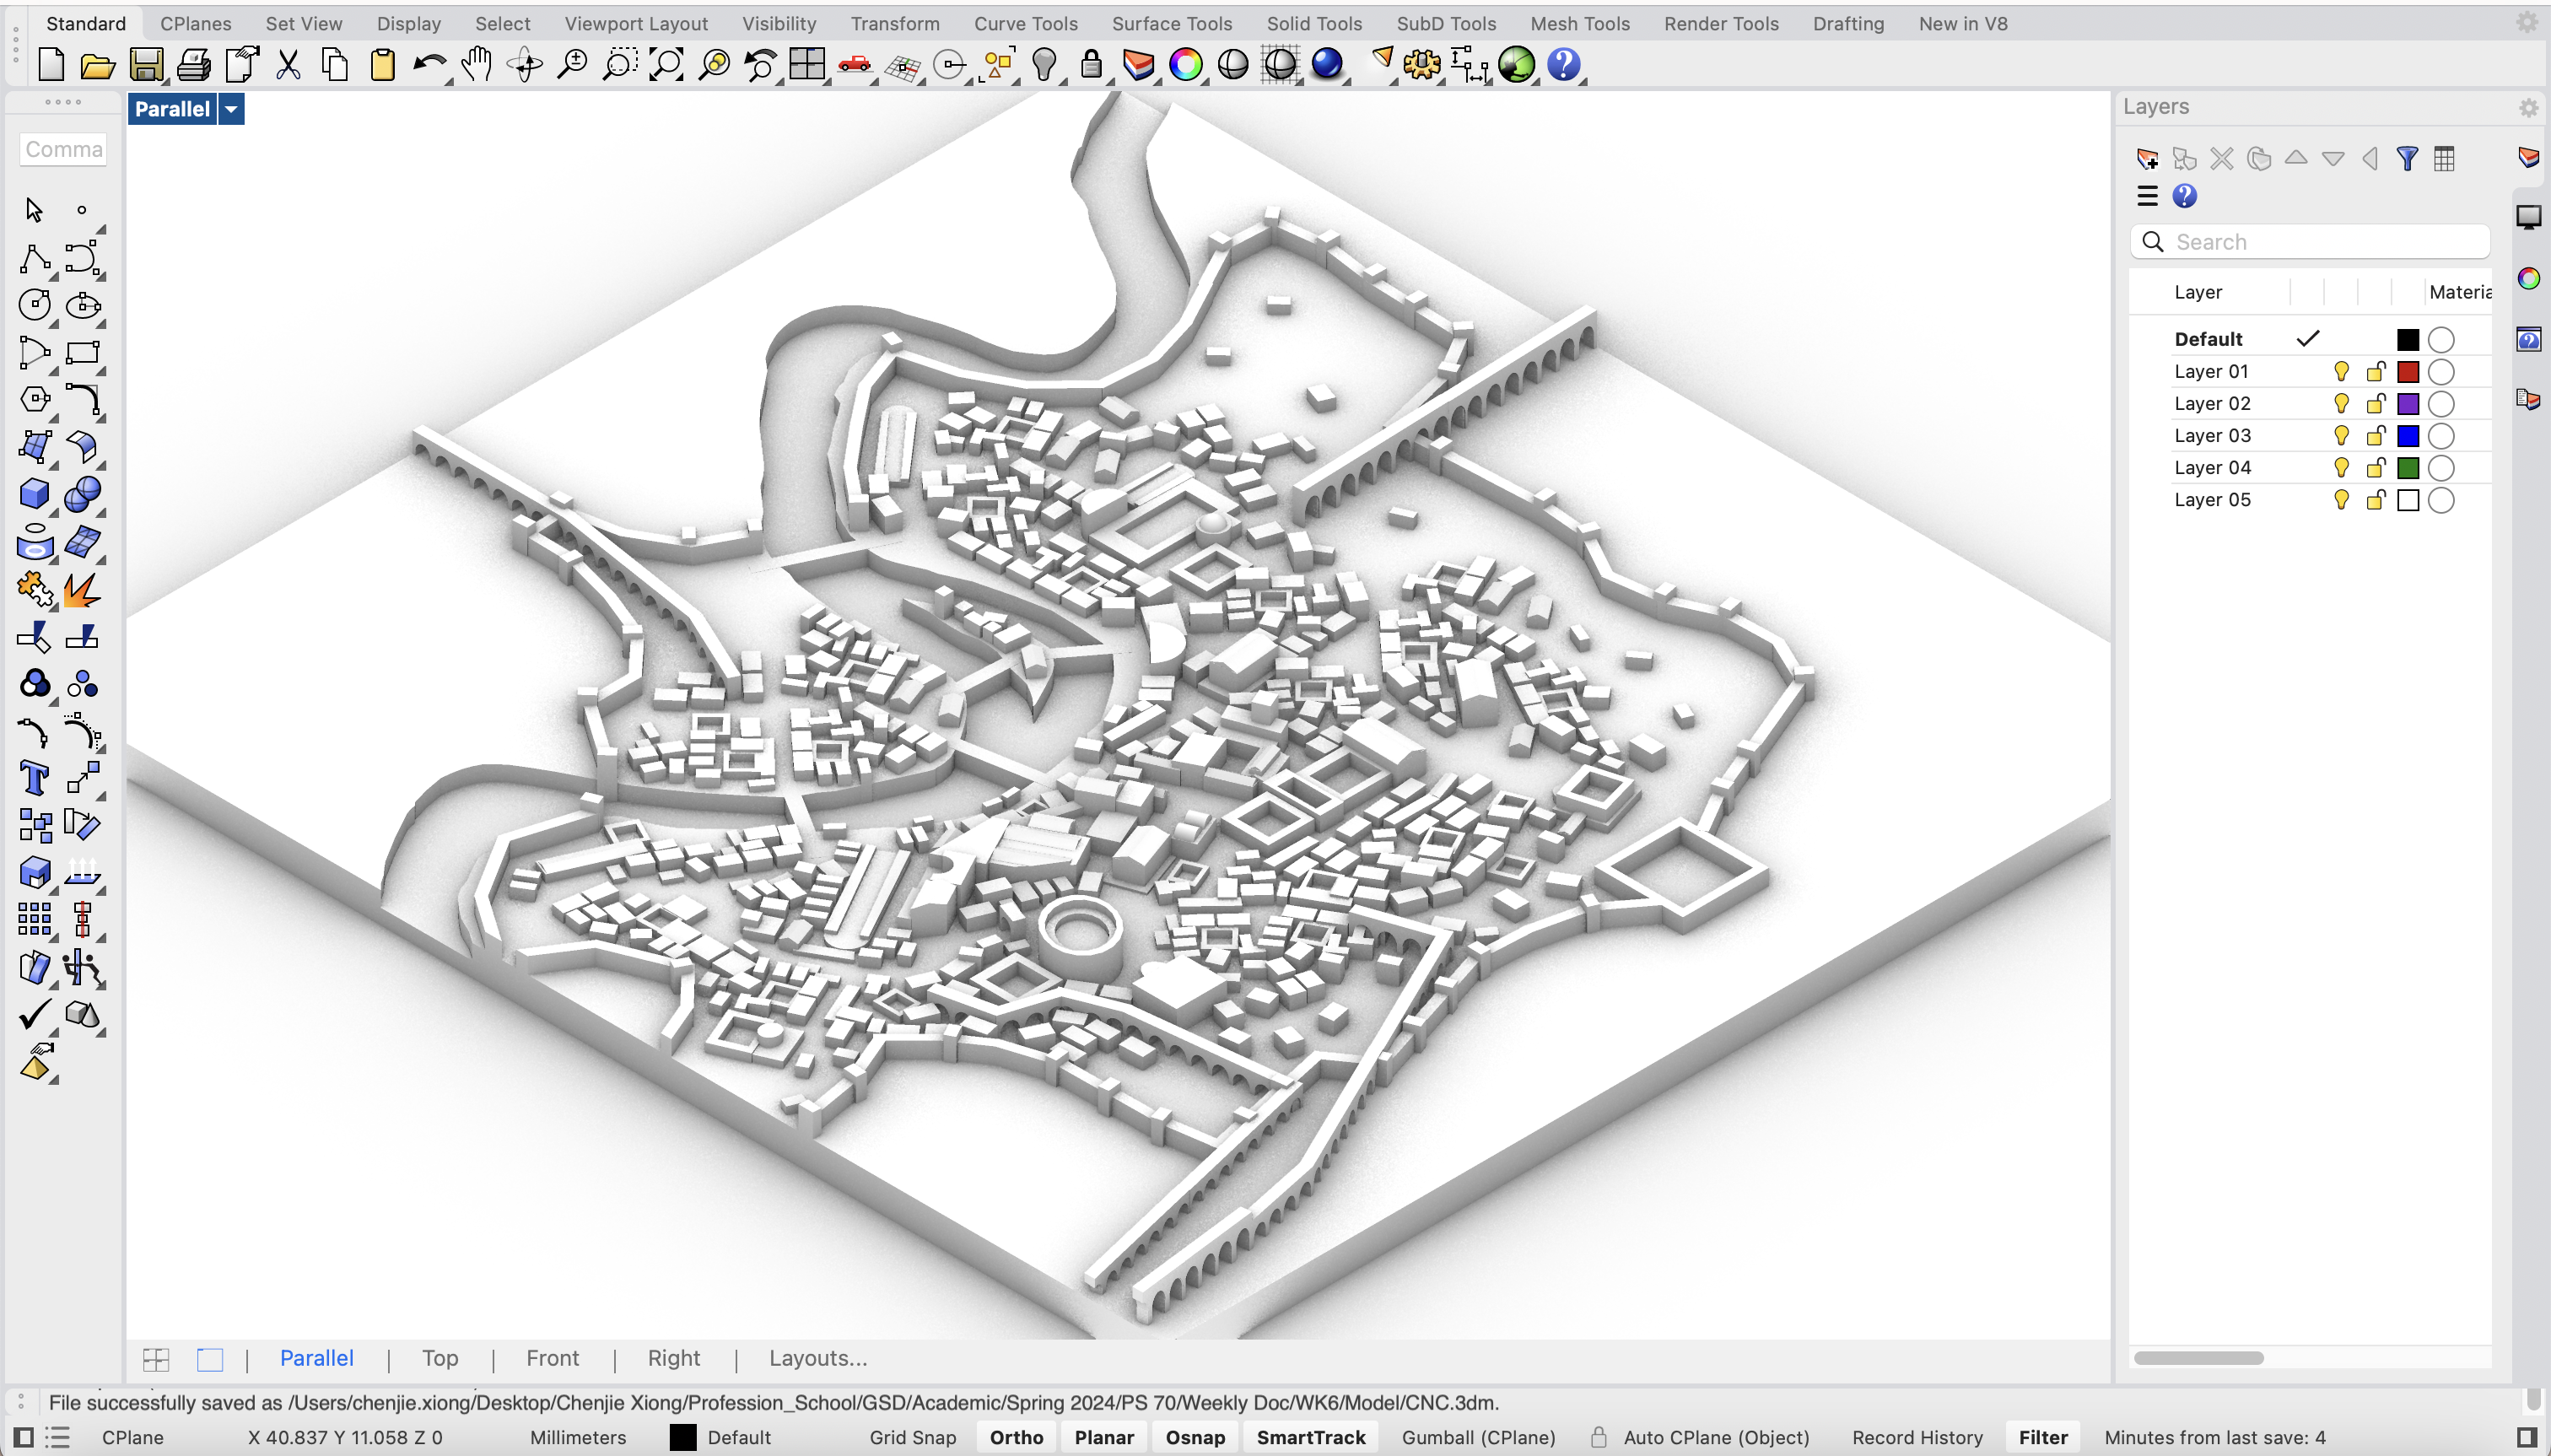 Standard CPlanes Set View Display Select Viewport Layout Visibility Transform Curve Tools Surface Tools Solid Tools SubD Tools Mesh Tools Render Tools Drafting New in V8
Parallel
Comma
Layers
Search
Layer Materia
Default
Layer 01
Layer 02
Layer 03
Layer 04
Layer 05
Parallel | Top | Front | Right | Layouts...
File successfully saved as /Users/chenjie.xiong/Desktop/Chenjie Xiong/Profession_School/GSD/Academic/Spring 2024/PS 70/Weekly Doc/WK6/Model/CNC.3dm.
CPlane X 40.837 Y 11.058 Z 0 Millimeters Default Grid Snap Ortho Planar Osnap SmartTrack Gumball (CPlane) Auto CPlane (Object) Record History Filter Minutes from last save: 4